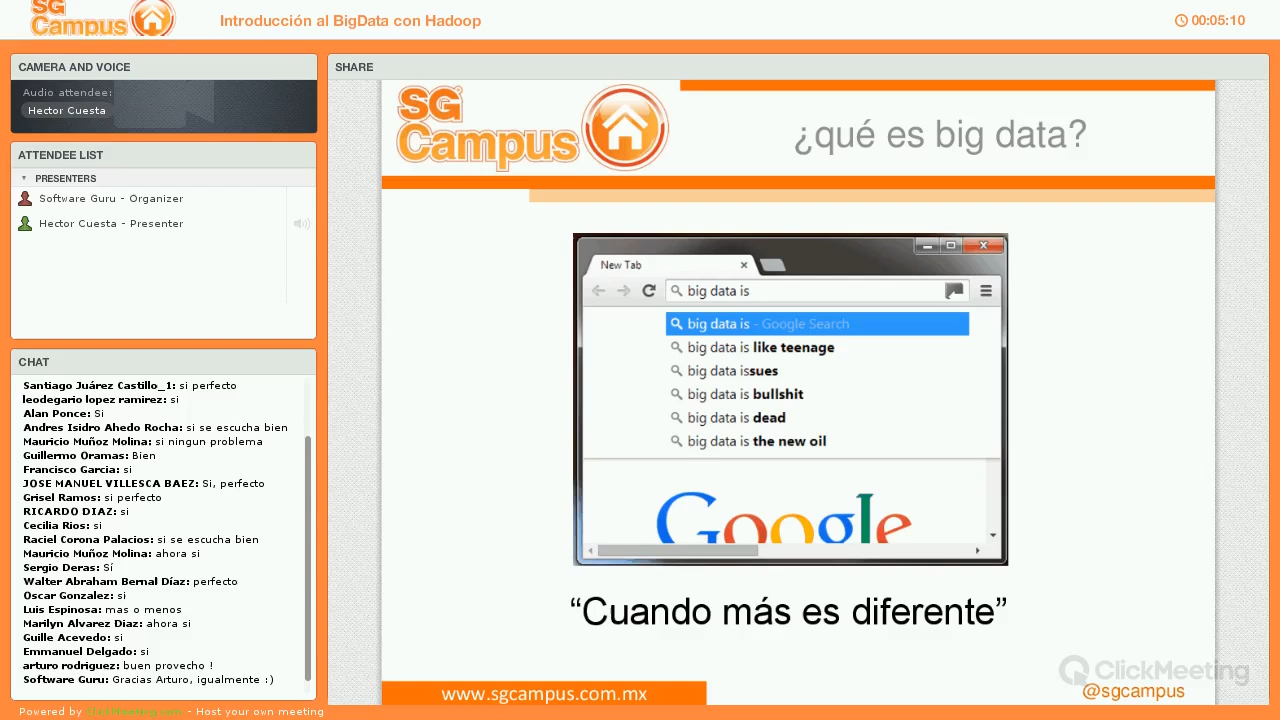 SG
Campus
Introducción al BigData con Hadoop
00:05:10
CAMERA AND VOICE
Audio attendee:
Hector Cuesta
ATTENDEE LIST
PRESENTERS
Software Guru - Organizer
Hector Cuesta - Presenter
CHAT
Santiago Juárez Castillo_1: si perfecto
leodegario lopez ramirez: si
Alan Ponce: Si
Andres Isidro Ahedo Rocha: si se escucha bien
Mauricio Muñoz Molina: si ningun problema
Guillermo Oramas: Bien
Francisco Garcia: si
JOSE MANUEL VILLESCA BAEZ: Si, perfecto
Grisel Ramos: si perfecto
RICARDO DIAZ: si
Cecilia Rios: si
Raciel Corona Palacios: si se escucha bien
Mauricio Muñoz Molina: ahora si
Sergio Deras: Sí
Walter Abraham Bernal Díaz: perfecto
Oscar Gonzalez: si
Luis Espinosa: mas o menos
Marilyn Alvarez Diaz: ahora si
Guille Acevedo: si
Emmanuel Delgado: si
arturo rodriguez: buen provecho !
Software Guru: Gracias Arturo, igualmente :)
Powered by ClickMeeting.com - Host your own meeting
SHARE
SG
Campus
¿qué es big data?
New Tab
big data is
big data is - Google Search
big data is like teenage
big data issues
big data is bullshit
big data is dead
big data is the new oil
Google
“Cuando más es diferente”
www.sgcampus.com.mx
ClickMeeting
@sgcampus